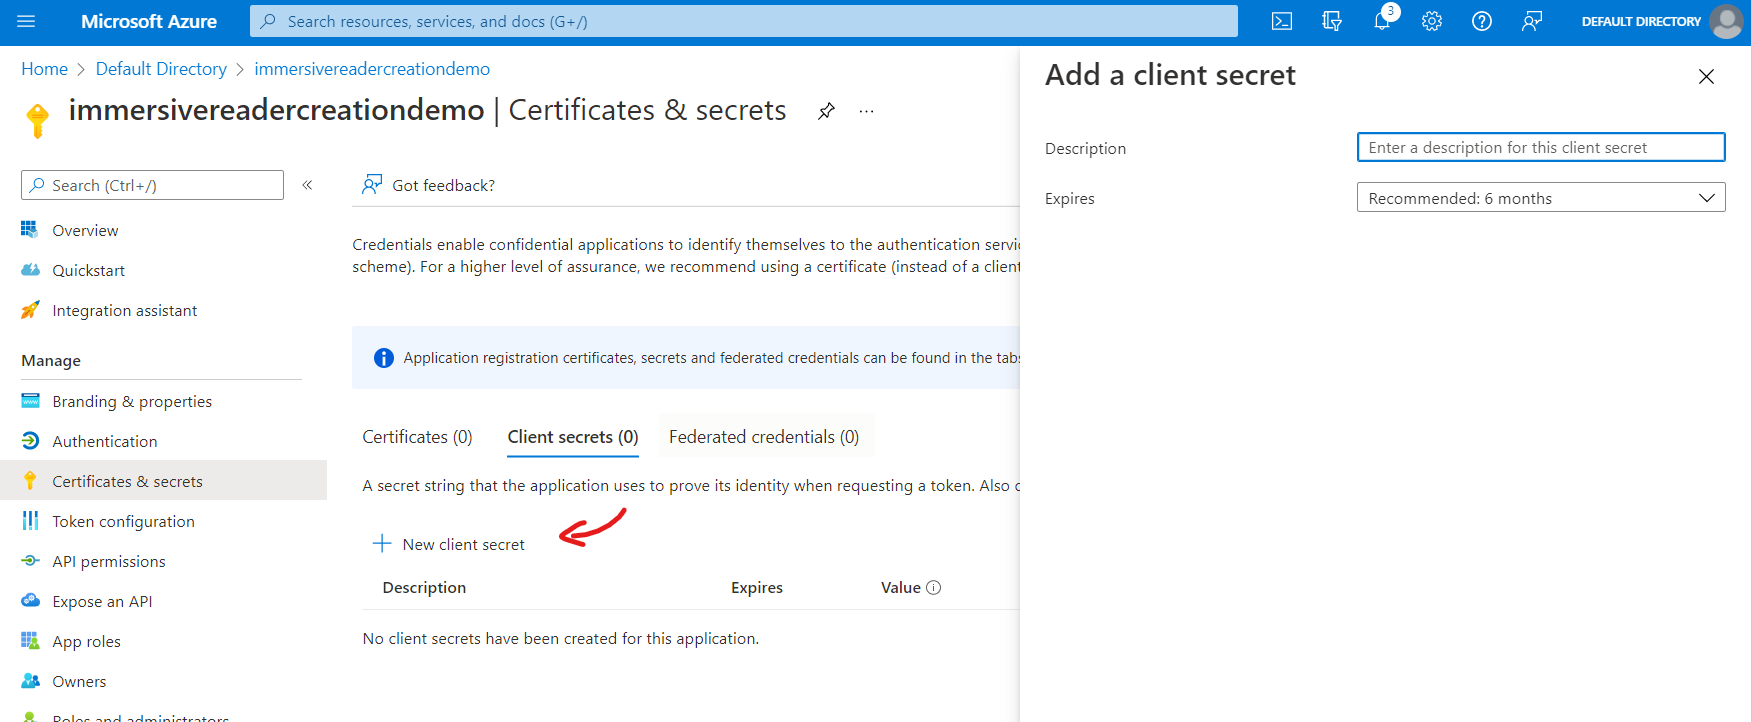 Microsoft Azure
Search resources, services, and docs (G+/)
3
DEFAULT DIRECTORY
Home > Default Directory > immersivereadercreationdemo
immersivereadercreationdemo | Certificates & secrets
Search (Ctrl+/)
Overview
Quickstart
Integration assistant
Manage
Branding & properties
Authentication
Certificates & secrets
Token configuration
API permissions
Expose an API
App roles
Owners
Roles and administrators
Got feedback?
Credentials enable confidential applications to identify themselves to the authentication servi
scheme). For a higher level of assurance, we recommend using a certificate (instead of a client
Application registration certificates, secrets and federated credentials can be found in the tabs
Certificates (0) Client secrets (0) Federated credentials (0)
A secret string that the application uses to prove its identity when requesting a token. Also c
New client secret
Description Expires Value
No client secrets have been created for this application.
Add a client secret
Description
Enter a description for this client secret
Expires
Recommended: 6 months